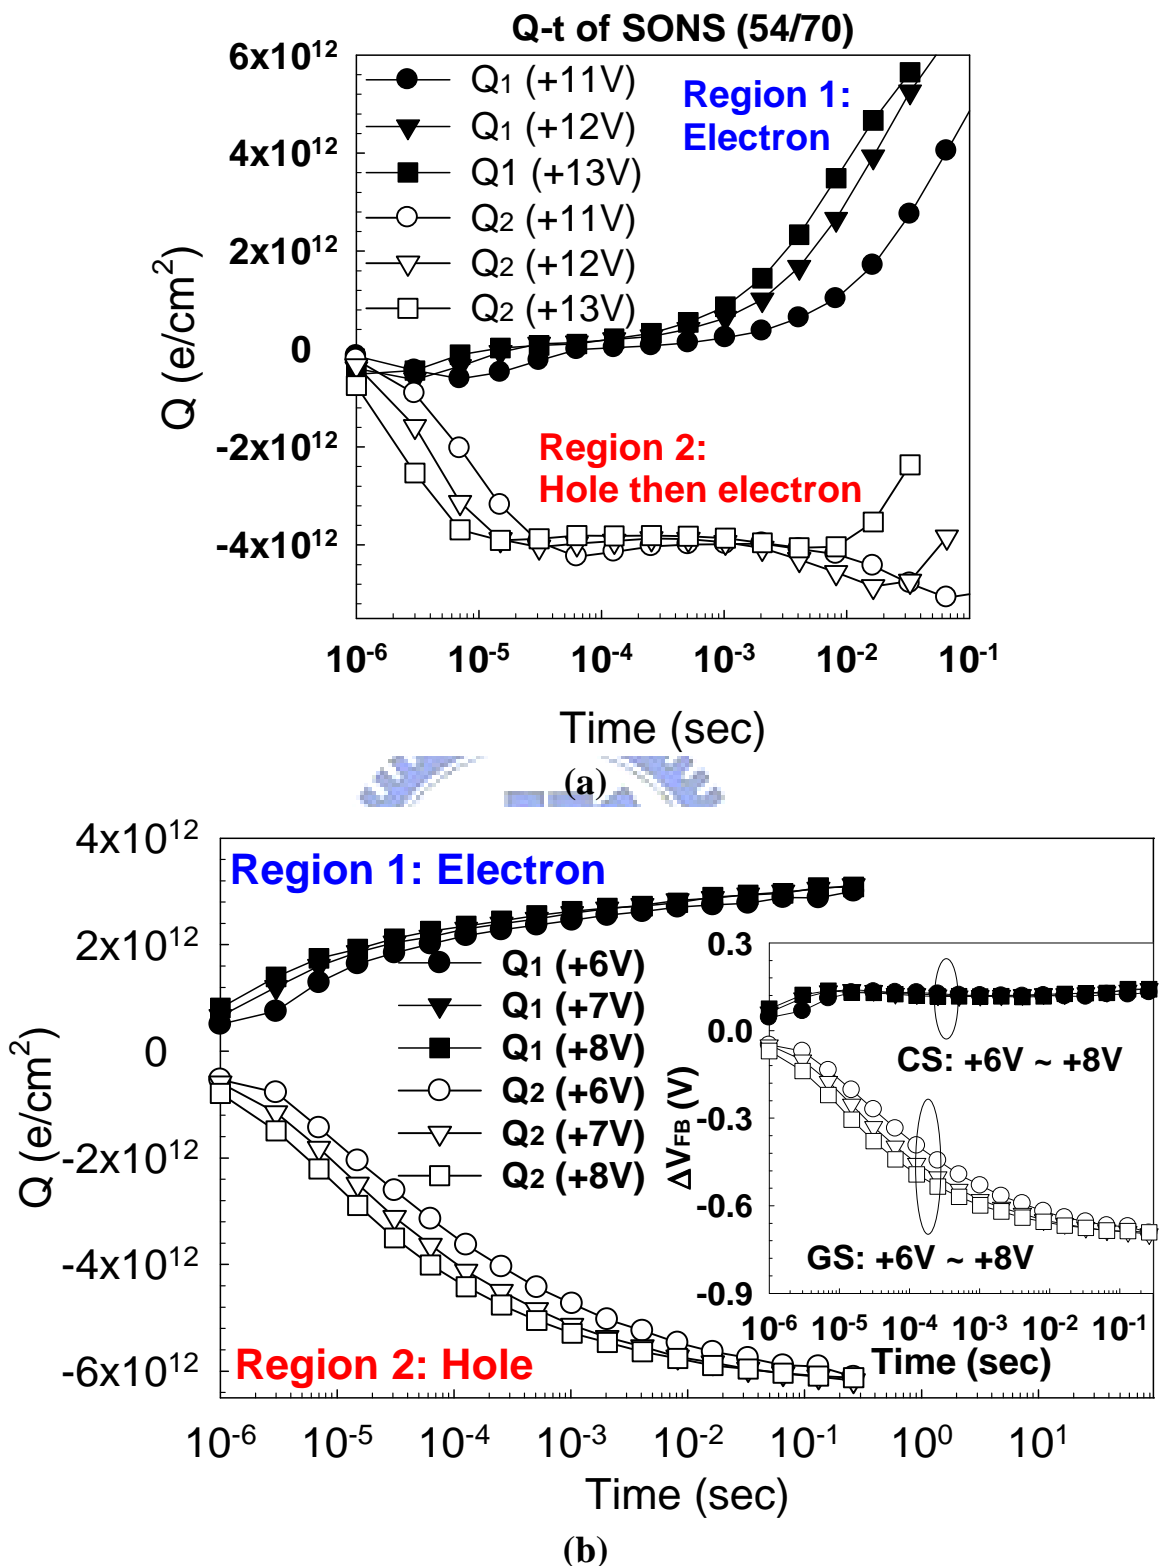 Q-t of SONS (54/70)
6x10¹²
4x10¹²
2x10¹²
0
-2x10¹²
-4x10¹²
Q (e/cm²)
Q₁ (+11V)
Q₁ (+12V)
Q1 (+13V)
Q₂ (+11V)
Q₂ (+12V)
Q₂ (+13V)
Region 1:
Electron
Region 2:
Hole then electron
10⁻⁶ 10⁻⁵ 10⁻⁴ 10⁻³ 10⁻² 10⁻¹
Time (sec)
(a)
4x10¹²
2x10¹²
0
-2x10¹²
-4x10¹²
-6x10¹²
Q (e/cm²)
Region 1: Electron
Q₁ (+6V)
Q₁ (+7V)
Q₁ (+8V)
Q₂ (+6V)
Q₂ (+7V)
Q₂ (+8V)
Region 2: Hole
0.3
0.0
-0.3
-0.6
-0.9
ΔV_FB (V)
CS: +6V ~ +8V
GS: +6V ~ +8V
10⁻⁶ 10⁻⁵ 10⁻⁴ 10⁻³ 10⁻² 10⁻¹
Time (sec)
10⁻⁶ 10⁻⁵ 10⁻⁴ 10⁻³ 10⁻² 10⁻¹ 10⁰ 10¹
Time (sec)
(b)